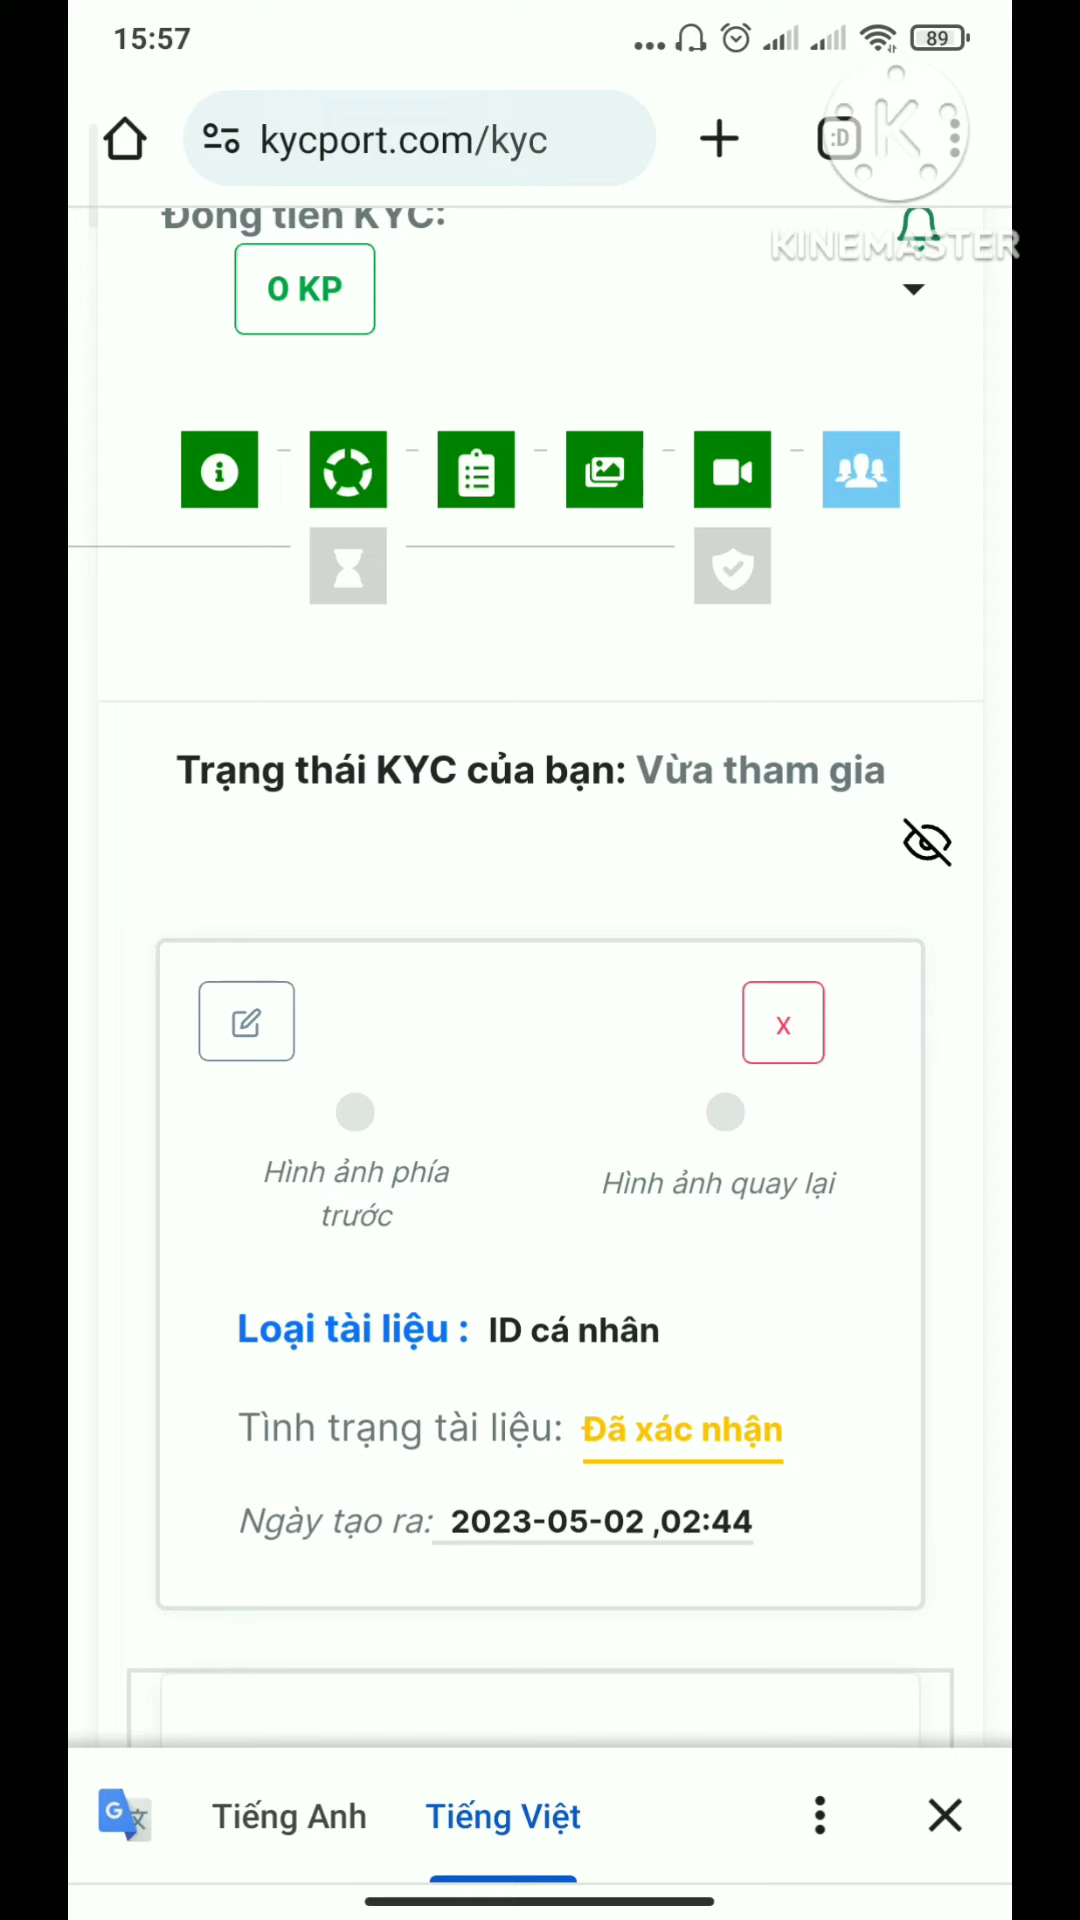 15:57
89
kycport.com/kyc
:D
K
KINEMASTER
Đồng tiền KYC:
0 KP
Trạng thái KYC của bạn: Vừa tham gia
X
Hình ảnh phía
trước
Hình ảnh quay lại
Loại tài liệu : ID cá nhân
Tình trạng tài liệu: Đã xác nhận
Ngày tạo ra: 2023-05-02 ,02:44
G 文
Tiếng Anh
Tiếng Việt